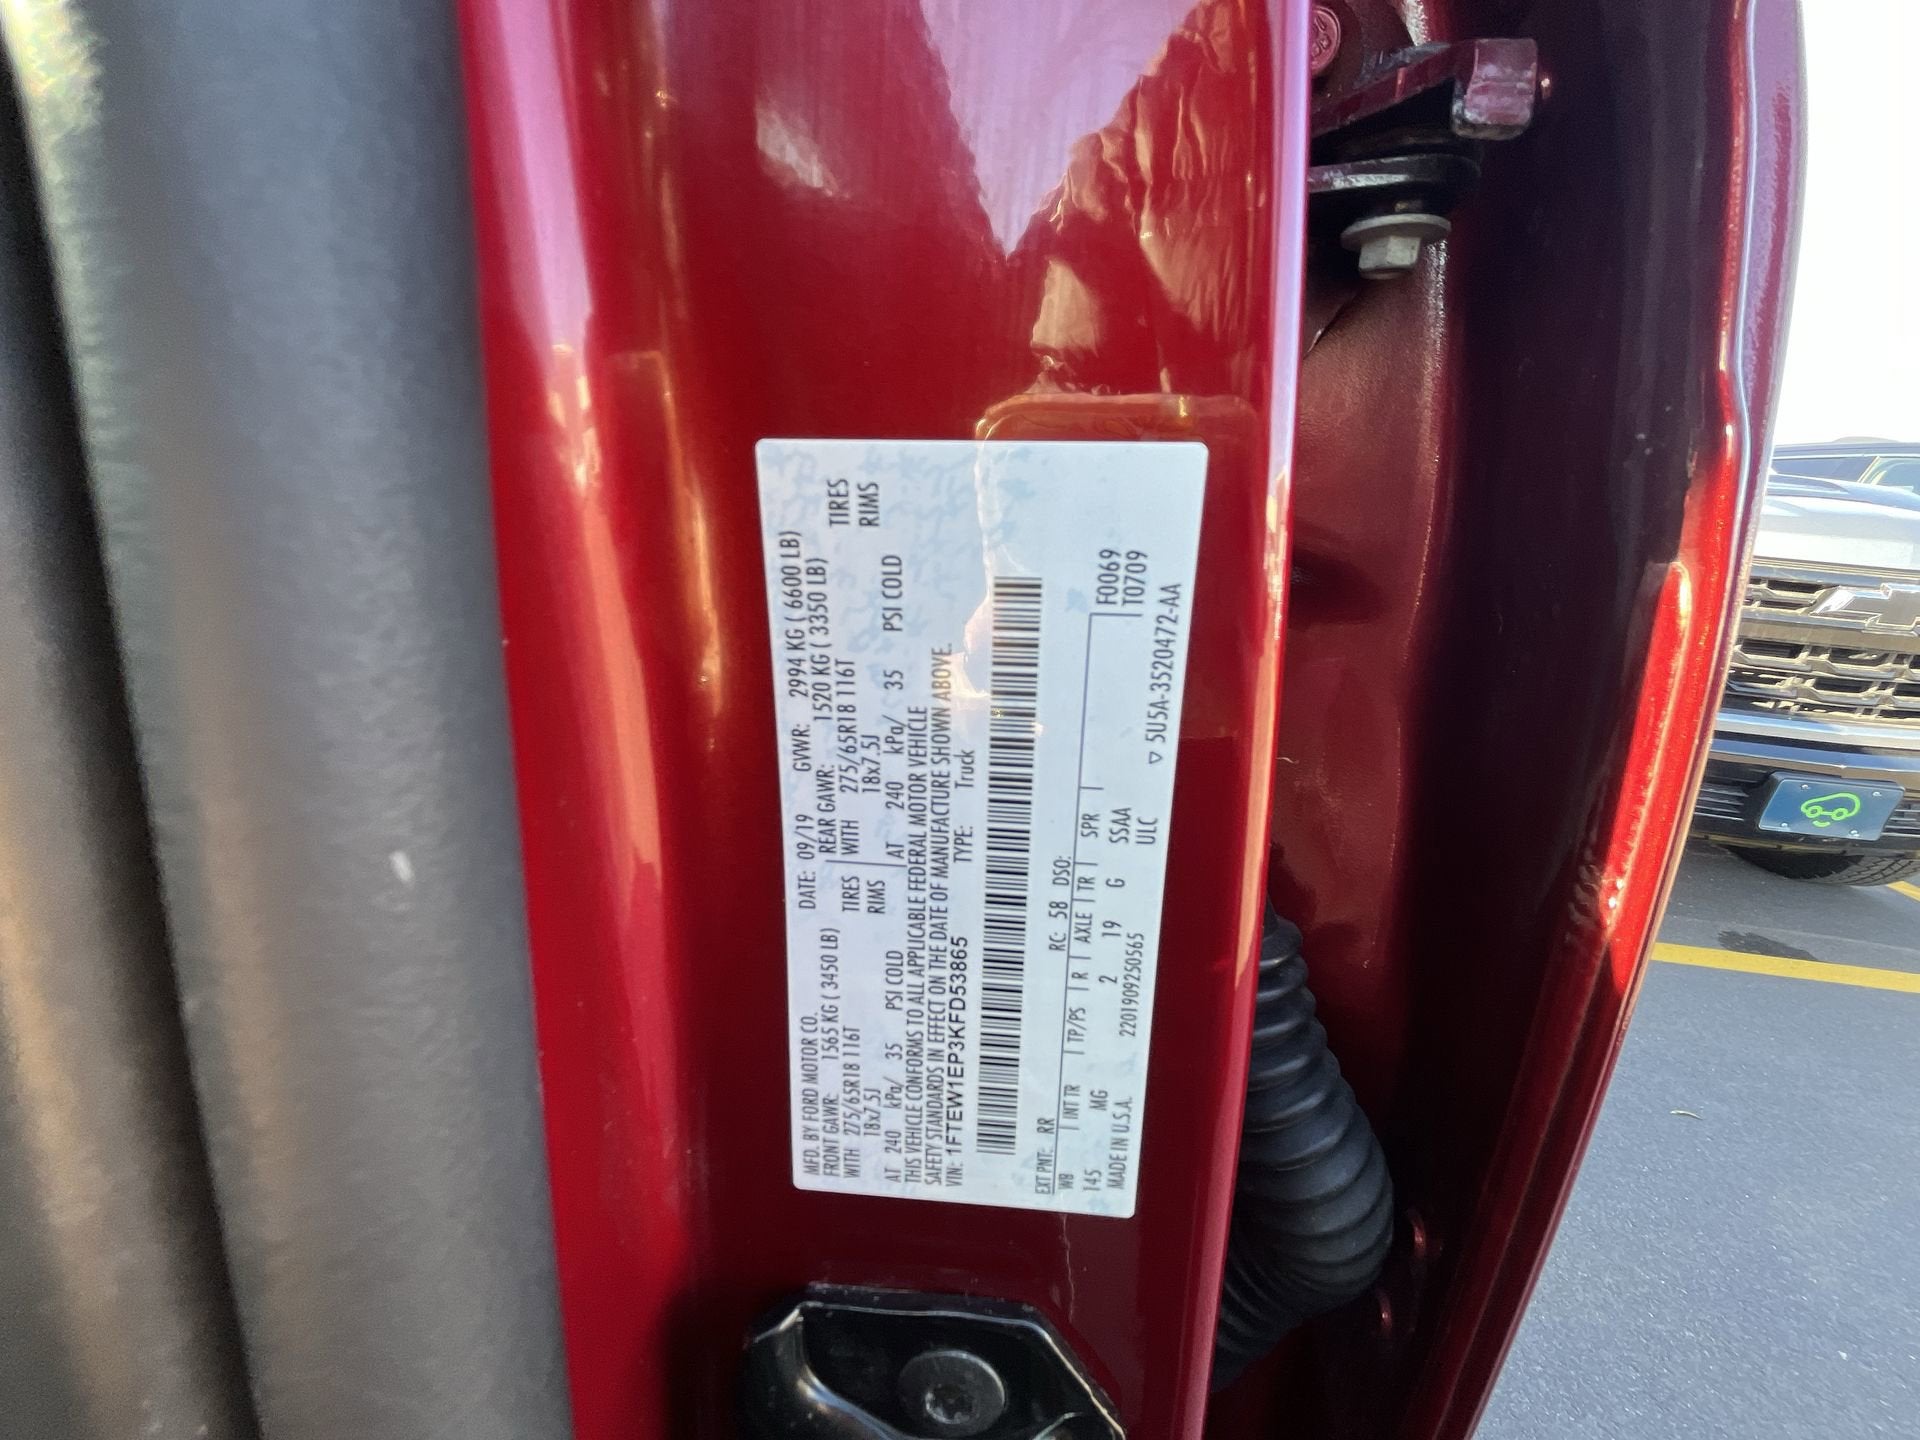 MFD. BY FORD MOTOR CO. DATE: 09/19 GVWR: 2994 KG ( 6600 LB)
FRONT GAWR: 1565 KG ( 3450 LB) REAR GAWR: 1520 KG ( 3350 LB)
WITH 275/65R18 116T TIRES WITH 275/65R18 116T TIRES
18x7.5J RIMS 18x7.5J RIMS
AT 240 kPa/ 35 PSI COLD AT 240 kPa/ 35 PSI COLD
THIS VEHICLE CONFORMS TO ALL APPLICABLE FEDERAL MOTOR VEHICLE
SAFETY STANDARDS IN EFFECT ON THE DATE OF MANUFACTURE SHOWN ABOVE.
VIN: 1FTEW1EP3KFD53865 TYPE: Truck
EXT PNT: RR RC: 58 DSO: F0069
WB INT TR TP/PS R AXLE TR SPR T0709
145 MG 2 19 G SSAA
MADE IN U.S.A. 220190925056​5 ULC
▽ 5U5A-3520472-AA